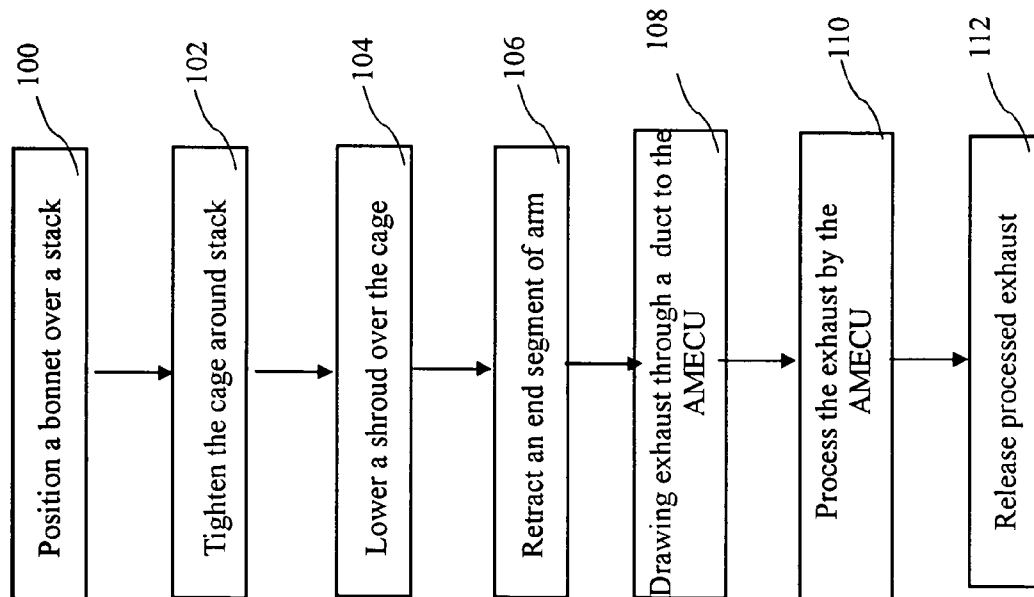 100
Position a bonnet over a stack
102
Tighten the cage around stack
104
Lower a shroud over the cage
106
Retract an end segment of arm
108
Drawing exhaust through a duct to the
AMECU
110
Process the exhaust by the
AMECU
112
Release processed exhaust